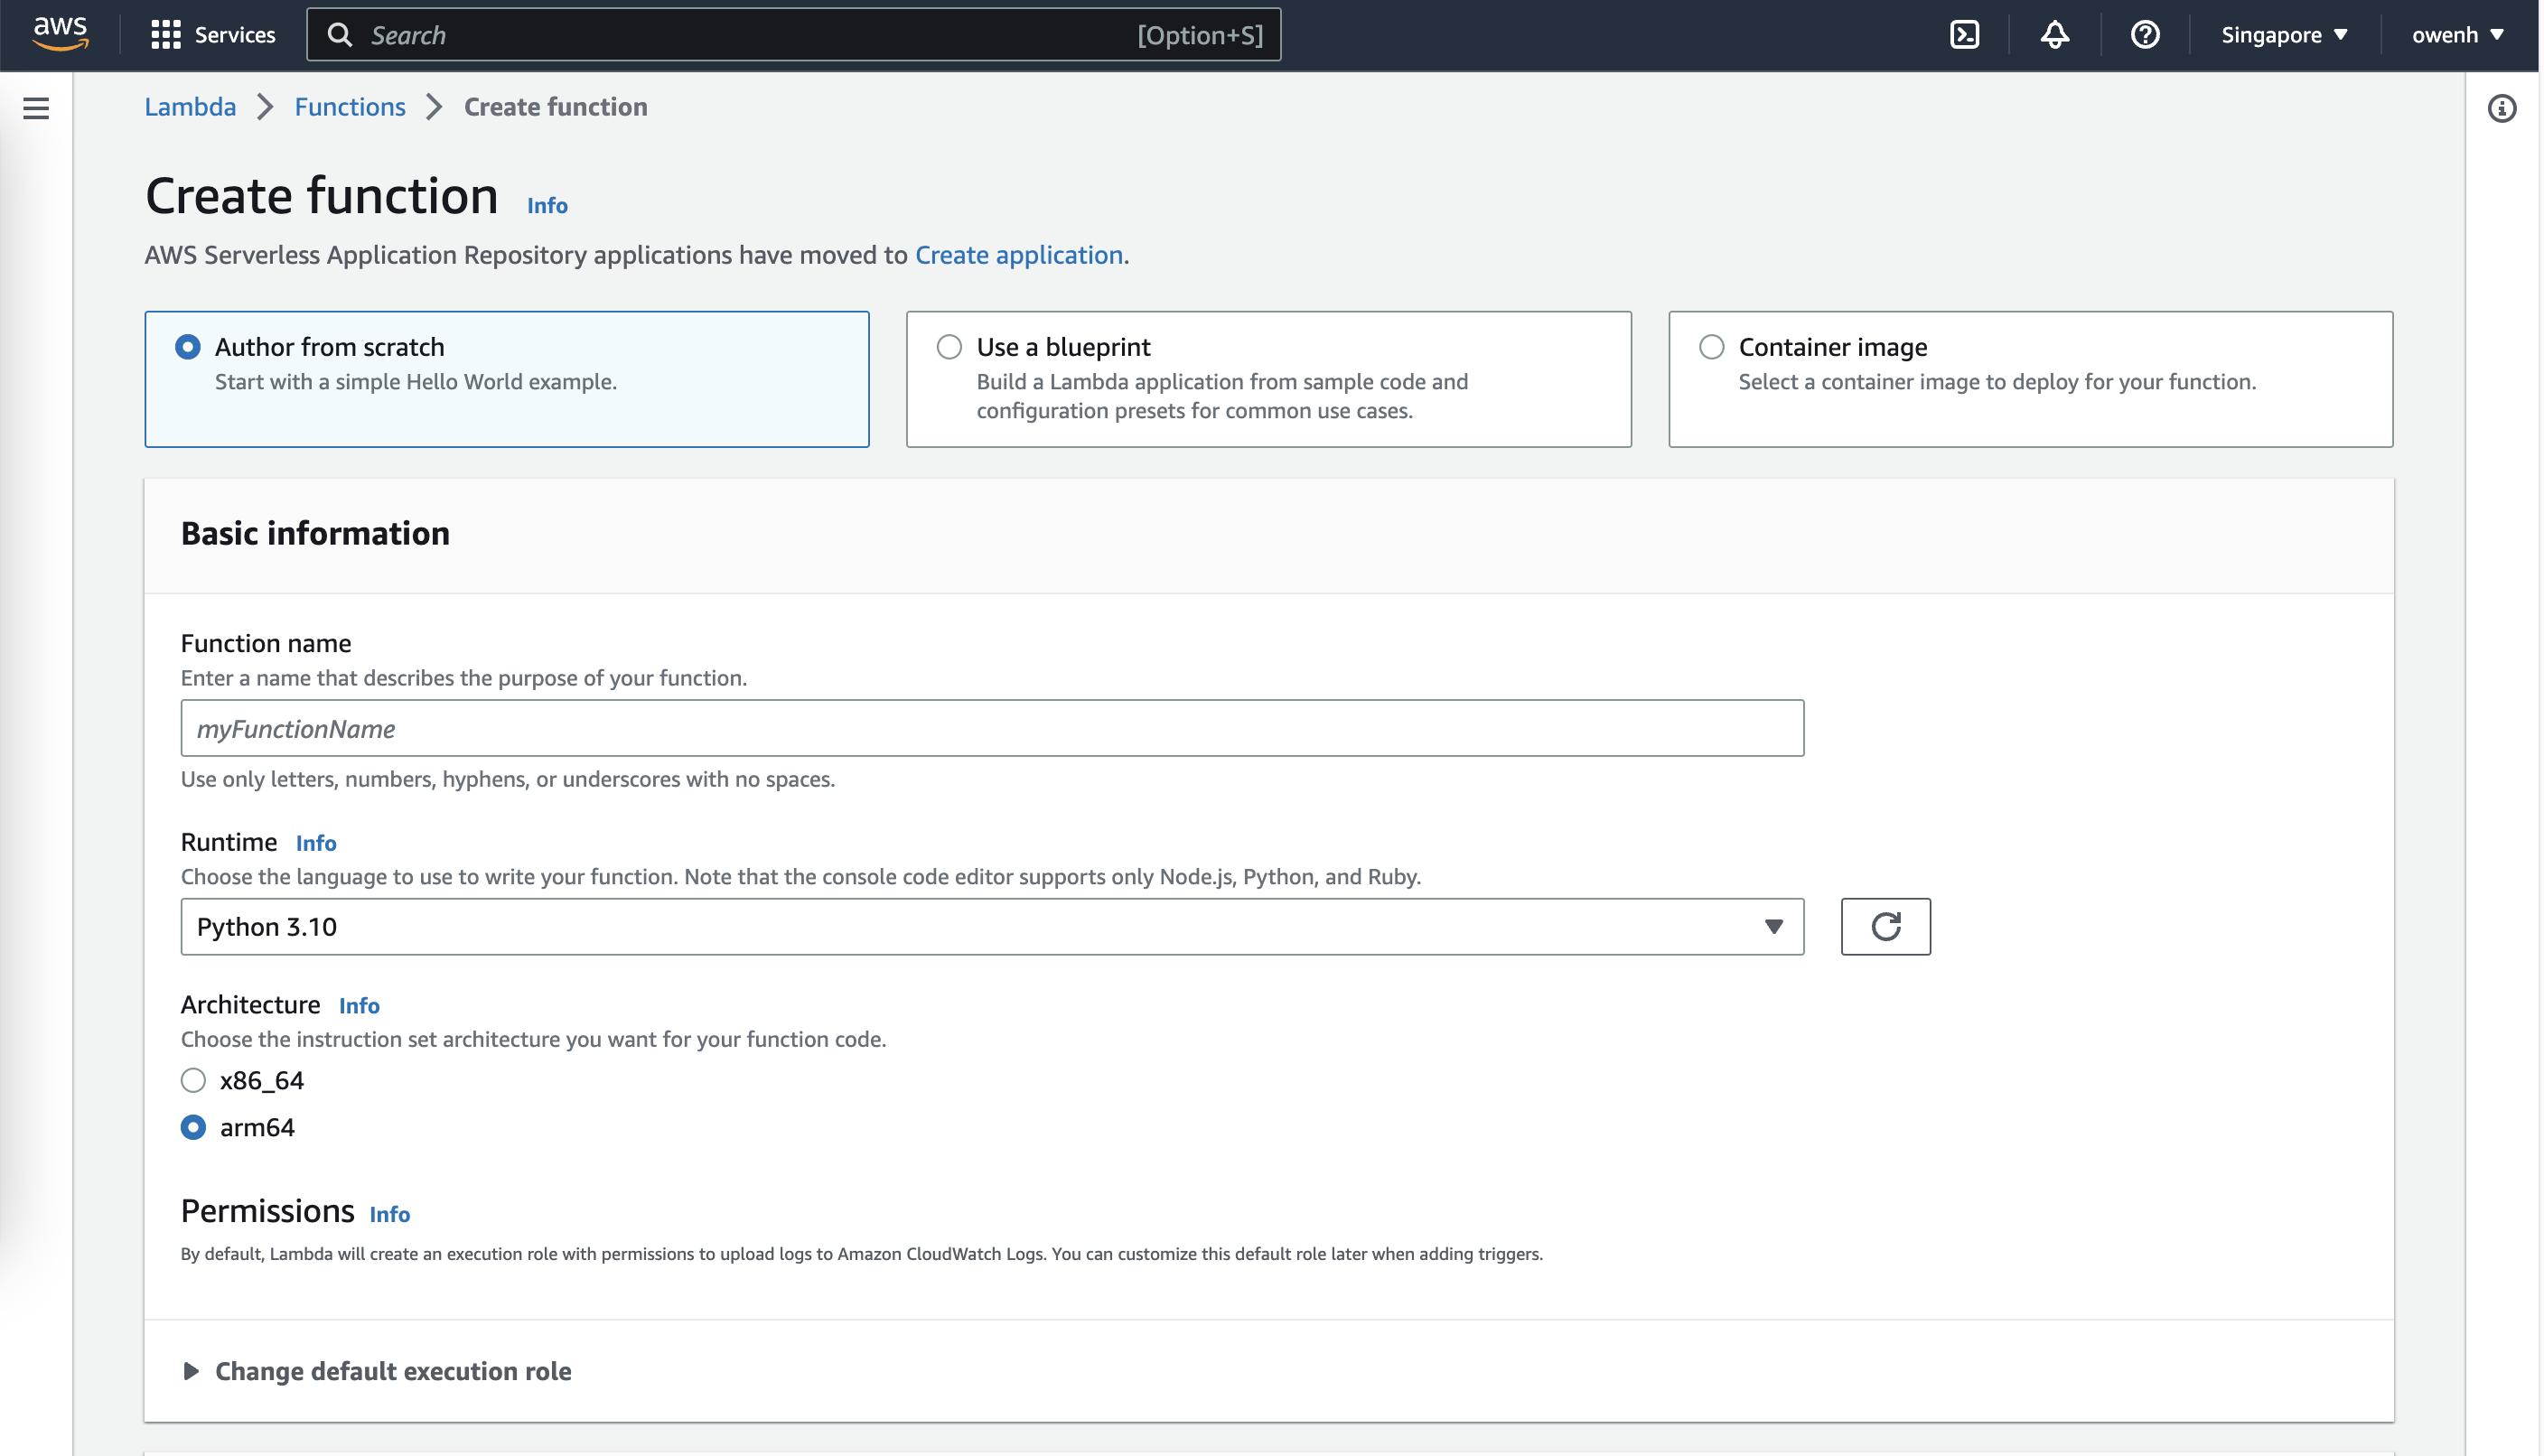 aws Services Search [Option+S] Singapore owenh
Lambda Functions Create function
Create function Info
AWS Serverless Application Repository applications have moved to Create application.
Author from scratch
Start with a simple Hello World example.
Use a blueprint
Build a Lambda application from sample code and
configuration presets for common use cases.
Container image
Select a container image to deploy for your function.
Basic information
Function name
Enter a name that describes the purpose of your function.
myFunctionName
Use only letters, numbers, hyphens, or underscores with no spaces.
Runtime Info
Choose the language to use to write your function. Note that the console code editor supports only Node.js, Python, and Ruby.
Python 3.10
Architecture Info
Choose the instruction set architecture you want for your function code.
x86_64
arm64
Permissions Info
By default, Lambda will create an execution role with permissions to upload logs to Amazon CloudWatch Logs. You can customize this default role later when adding triggers.
Change default execution role